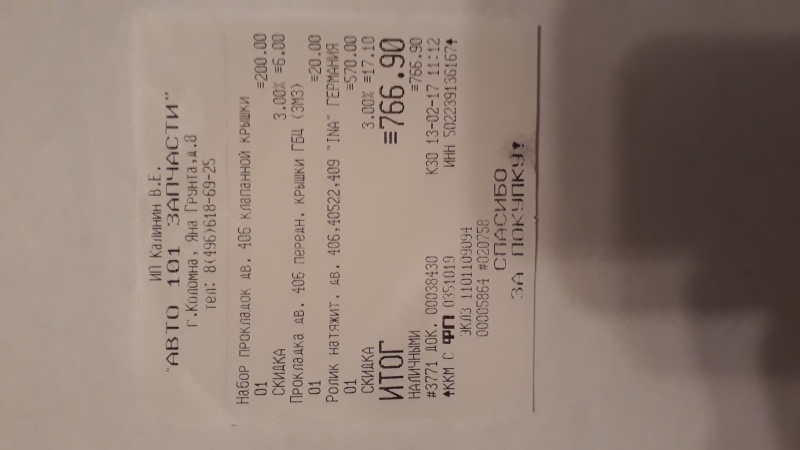 ИП Калинин В.Е.
"АВТО 101 ЗАПЧАСТИ"
г.Коломна, Яна Грунта,д.8
тел: 8(496)618-69-25
Набор прокладок дв. 406 клапанной крышки
01 ≡200.00
СКИДКА 3.00% ≡6.00
Прокладка дв. 406 передн. крышки ГБЦ (ЗМЗ)
01 ≡20.00
Ролик натяжит. дв. 406,40522,409 "INA" ГЕРМАНИЯ
01 ≡570.00
СКИДКА 3.00% ≡17.10
ИТОГ ≡766.90
НАЛИЧНЫМИ ≡766.90
#3771 ДОК. 00038430 К30 13-02-17 11:12
ККМ С ФП 0351019 ИНН 502239136167
ЭКЛЗ 1101109094
00005864 #020758
СПАСИБО
ЗА ПОКУПКУ!